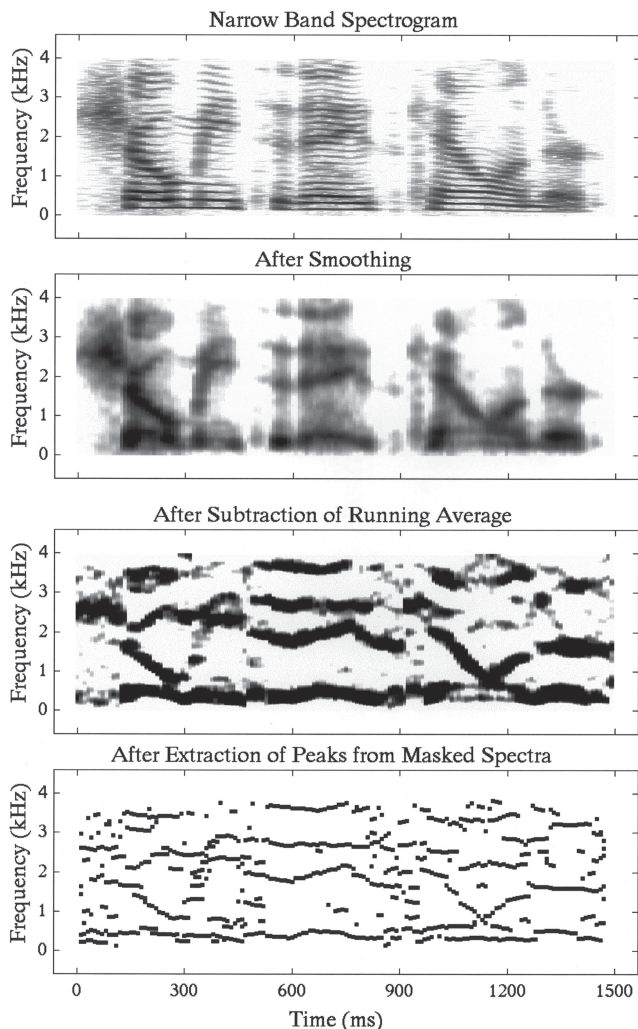 Narrow Band Spectrogram
4
3
2
1
0
Frequency (kHz)
After Smoothing
4
3
2
1
0
Frequency (kHz)
After Subtraction of Running Average
4
3
2
1
0
Frequency (kHz)
After Extraction of Peaks from Masked Spectra
4
3
2
1
0
Frequency (kHz)
0 300 600 900 1200 1500
Time (ms)